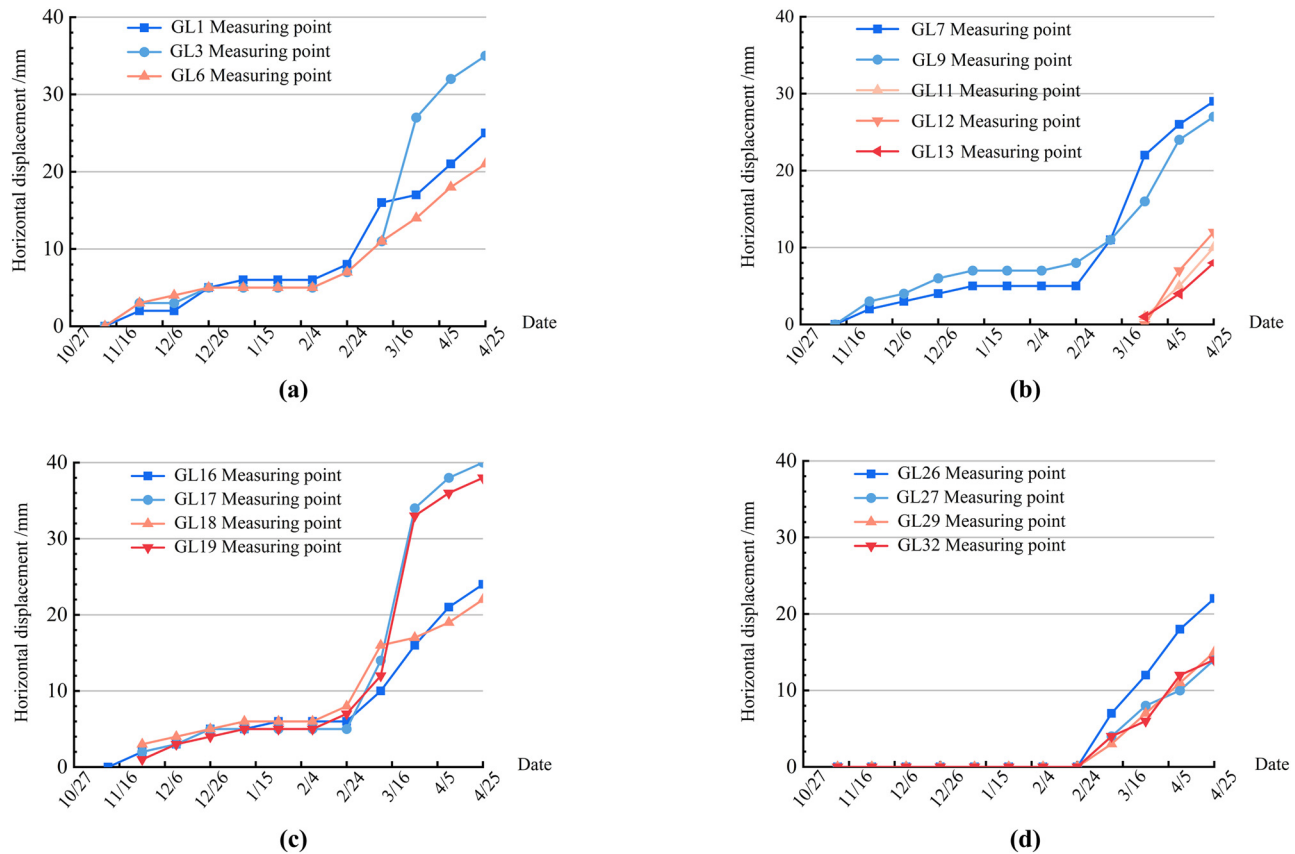 GL1 Measuring point
GL3 Measuring point
GL6 Measuring point
Horizontal displacement /mm
40
30
20
10
0
10/27
11/16
12/6
12/26
1/15
2/4
2/24
3/16
4/5
4/25
Date
(a)
GL7 Measuring point
GL9 Measuring point
GL11 Measuring point
GL12 Measuring point
GL13 Measuring point
Horizontal displacement /mm
40
30
20
10
0
10/27
11/16
12/6
12/26
1/15
2/4
2/24
3/16
4/5
4/25
Date
(b)
GL16 Measuring point
GL17 Measuring point
GL18 Measuring point
GL19 Measuring point
Horizontal displacement /mm
40
30
20
10
0
10/27
11/16
12/6
12/26
1/15
2/4
2/24
3/16
4/5
4/25
Date
(c)
GL26 Measuring point
GL27 Measuring point
GL29 Measuring point
GL32 Measuring point
Horizontal displacement /mm
40
30
20
10
0
10/27
11/16
12/6
12/26
1/15
2/4
2/24
3/16
4/5
4/25
Date
(d)